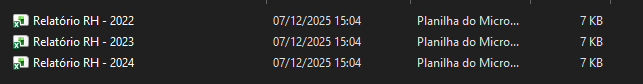 Relatório RH - 2022 07/12/2025 15:04 Planilha do Micro... 7 KB
Relatório RH - 2023 07/12/2025 15:04 Planilha do Micro... 7 KB
Relatório RH - 2024 07/12/2025 15:04 Planilha do Micro... 7 KB